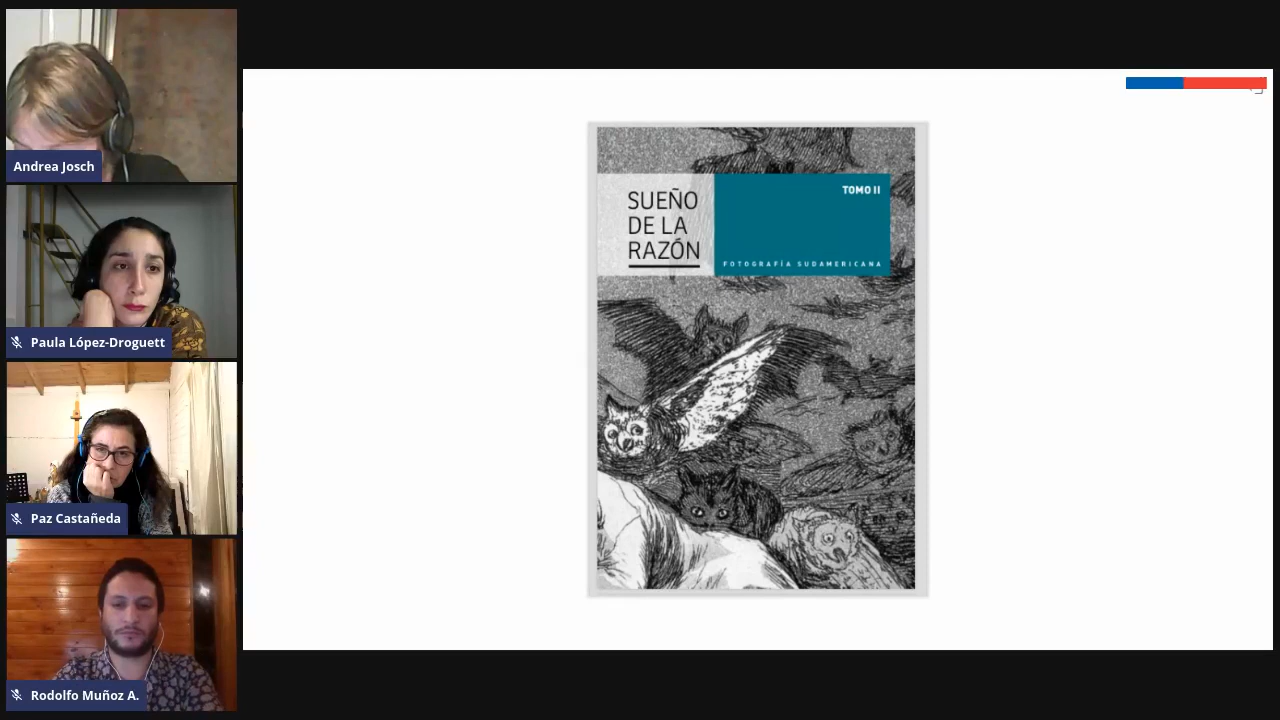 Andrea Josch
Paula López-Droguett
Paz Castañeda
Rodolfo Muñoz A.
SUEÑO
DE LA
RAZÓN
TOMO II
FOTOGRAFÍA SUDAMERICANA